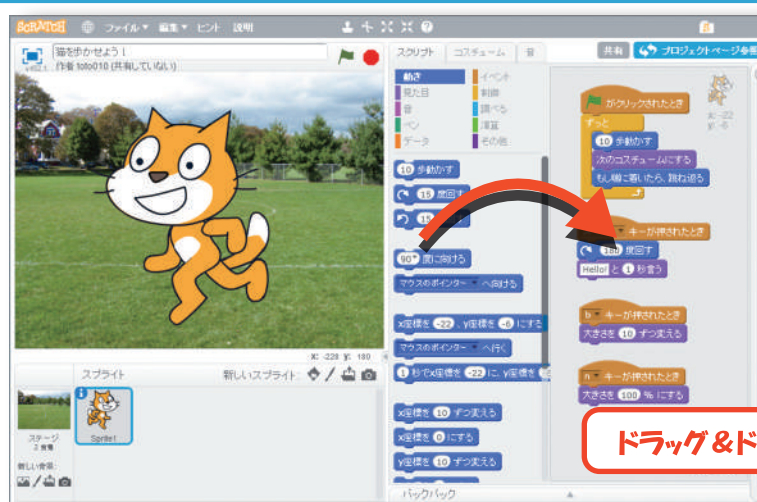 SCRATCH ファイル▼ 編集▼ ヒント 説明
猫を歩かせよう！
作者 toto010 (共有していない)
スクリプト コスチューム 音
共有 プロジェクトページ参照
動き イベント
見た目 制御
音 調べる
ペン 演算
データ その他
10 歩動かす
15 度回す
15
90▼ 度に向ける
マウスのポインター へ向ける
x座標を -22 、y座標を -6 にする
マウスのポインター へ行く
1 秒でx座標を -22 に、y座標を
x座標を 10 ずつ変える
x座標を 0 にする
y座標を 10 ずつ変える
がクリックされたとき
ずっと
10 歩動かす
次のコスチュームにする
もし端に着いたら、跳ね返る
x: -22
y: -6
キーが押されたとき
180 度回す
Hello! と 1 秒言う
b▼ キーが押されたとき
大きさを 10 ずつ変える
n▼ キーが押されたとき
大きさを 100 % にする
ドラッグ&ド
X: -228 y: 180
スプライト 新しいスプライト:
ステージ
2 背景
Sprite1
新しい背景:
バックパック